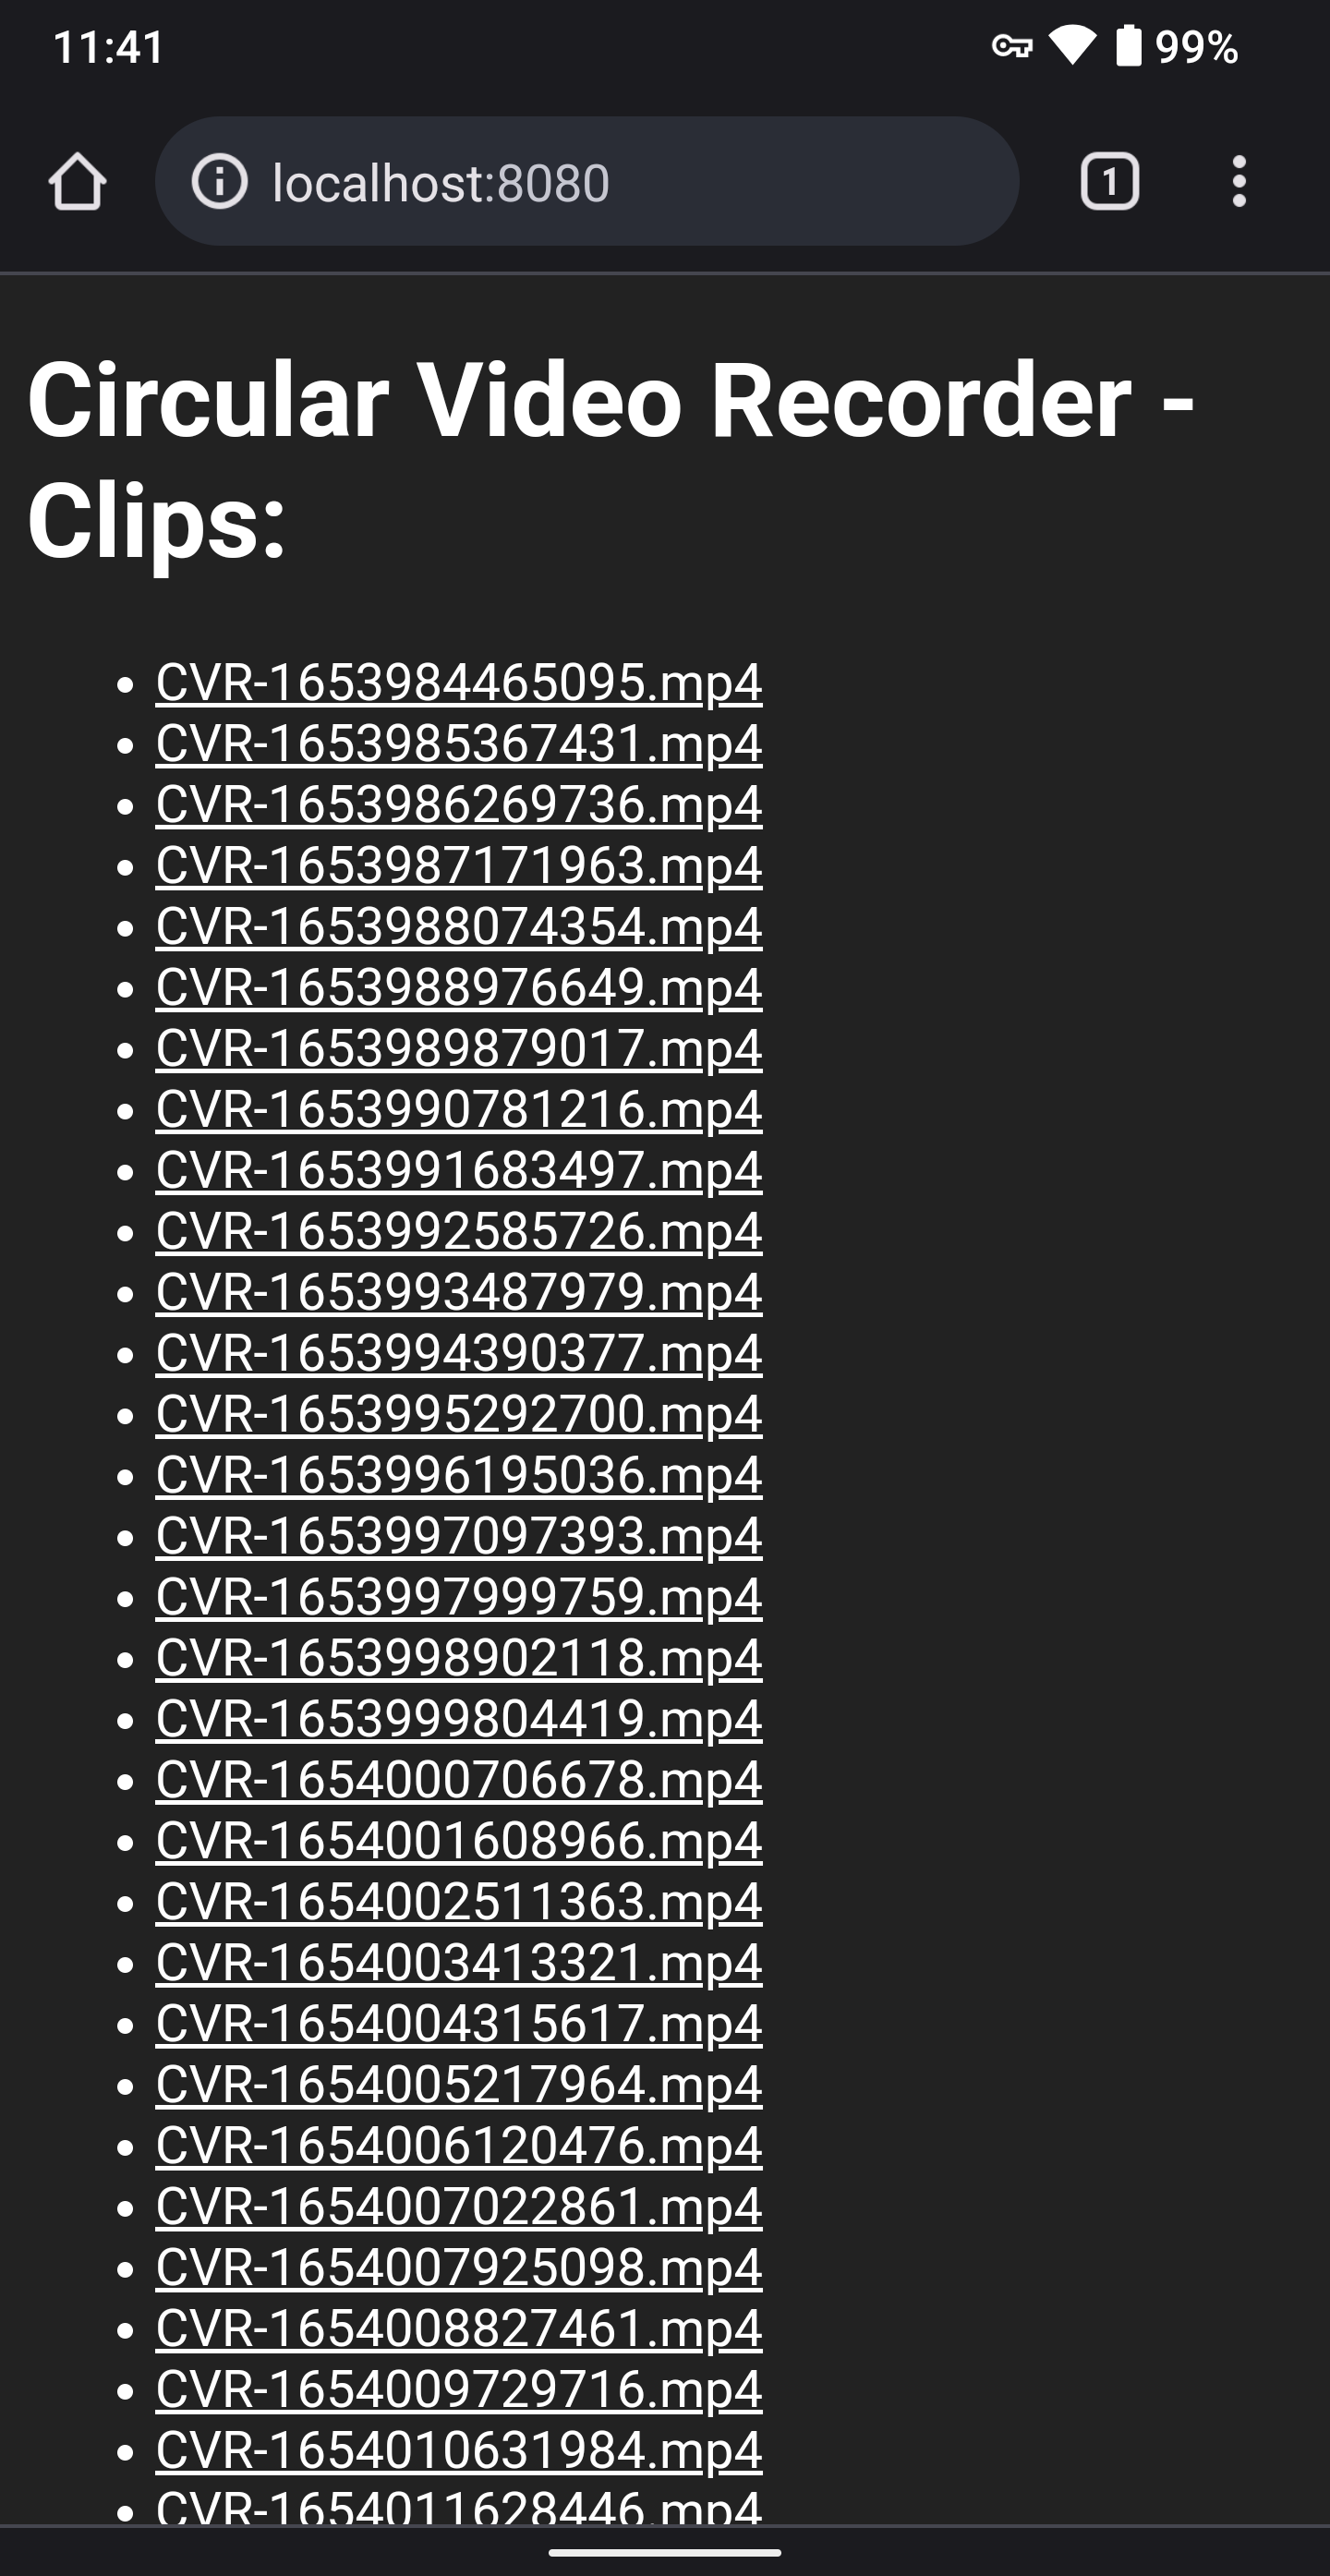 11:41 99%
localhost:8080 1
Circular Video Recorder -
Clips:
CVR-1653984465095.mp4
CVR-1653985367431.mp4
CVR-1653986269736.mp4
CVR-1653987171963.mp4
CVR-1653988074354.mp4
CVR-1653988976649.mp4
CVR-1653989879017.mp4
CVR-1653990781216.mp4
CVR-1653991683497.mp4
CVR-1653992585726.mp4
CVR-1653993487979.mp4
CVR-1653994390377.mp4
CVR-1653995292700.mp4
CVR-1653996195036.mp4
CVR-1653997097393.mp4
CVR-1653997999759.mp4
CVR-1653998902118.mp4
CVR-1653999804419.mp4
CVR-1654000706678.mp4
CVR-1654001608966.mp4
CVR-1654002511363.mp4
CVR-1654003413321.mp4
CVR-1654004315617.mp4
CVR-1654005217964.mp4
CVR-1654006120476.mp4
CVR-1654007022861.mp4
CVR-1654007925098.mp4
CVR-1654008827461.mp4
CVR-1654009729716.mp4
CVR-1654010631984.mp4
CVR-1654011628446.mp4